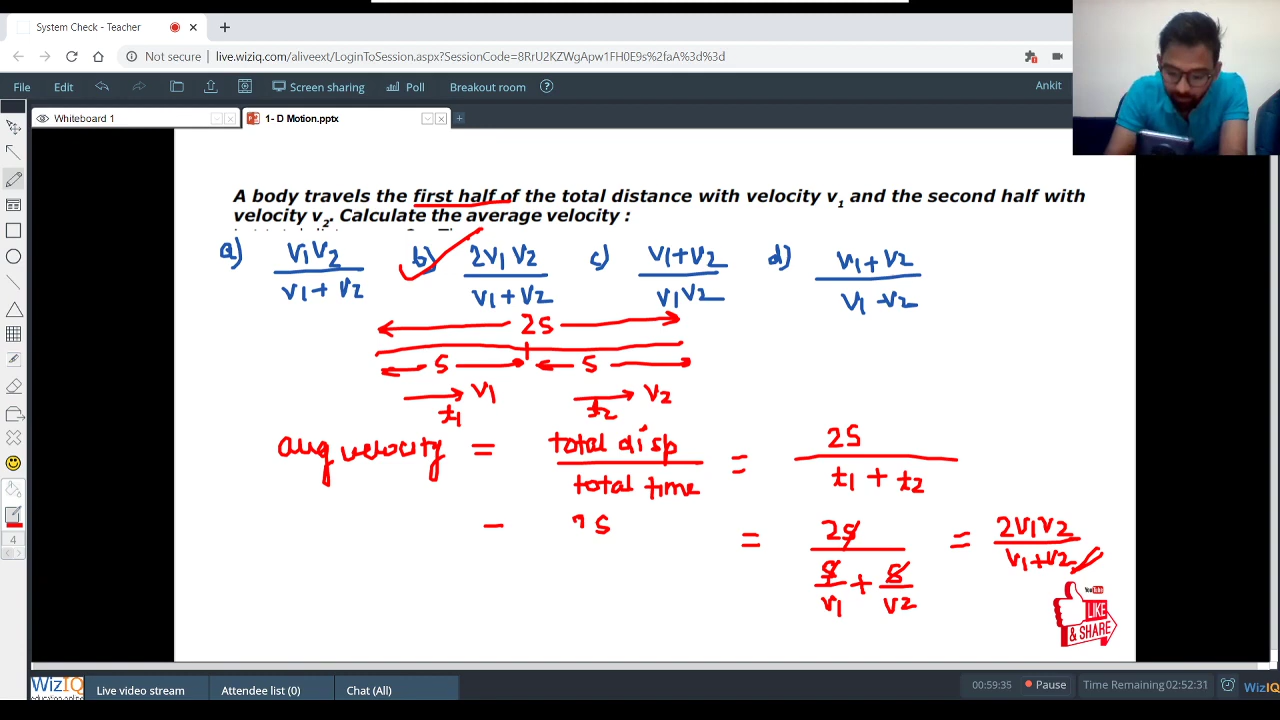 System Check - Teacher
Not secure | live.wiziq.com/aliveext/LoginToSession.aspx?SessionCode=8RrU2KZWgApw1FH0E9s%2faA%3d%3d
File Edit Screen sharing Poll Breakout room Ankit
Whiteboard 1 1- D Motion.pptx
A body travels the first half of the total distance with velocity v1 and the second half with
velocity v2. Calculate the average velocity :
a) v1v2 / v1 + v2 b) 2v1v2 / v1 + v2 c) v1+v2 / v1v2 d) v1+v2 / v1-v2
2s
s s
v1 v2
t1 t2
avg velocity = total disp / total time = 2s / t1 + t2
= 2s / s/v1 + s/v2 = 2v1v2 / v1+v2
YouTube
LIKE
& SHARE
4
WizIQ
education.online
Live video stream Attendee list (0) Chat (All) 00:59:35 Pause Time Remaining 02:52:31 WizIQ